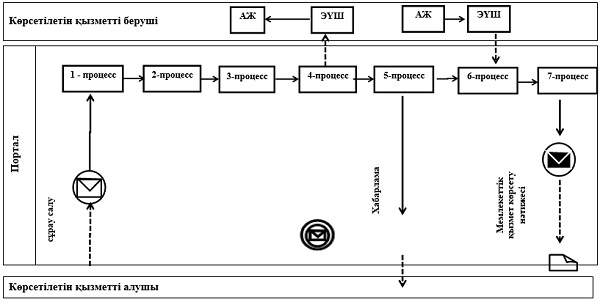 Көрсетілетін қызметті беруші
АЖ
ЭҮШ
АЖ
ЭҮШ
Портал
1 - процесс
2-процесс
3-процесс
4-процесс
5-процесс
6-процесс
7-процесс
сұрау салу
Хабарлама
Мемлекеттік
қызмет көрсету
нәтижесі
Көрсетілетін қызметті алушы